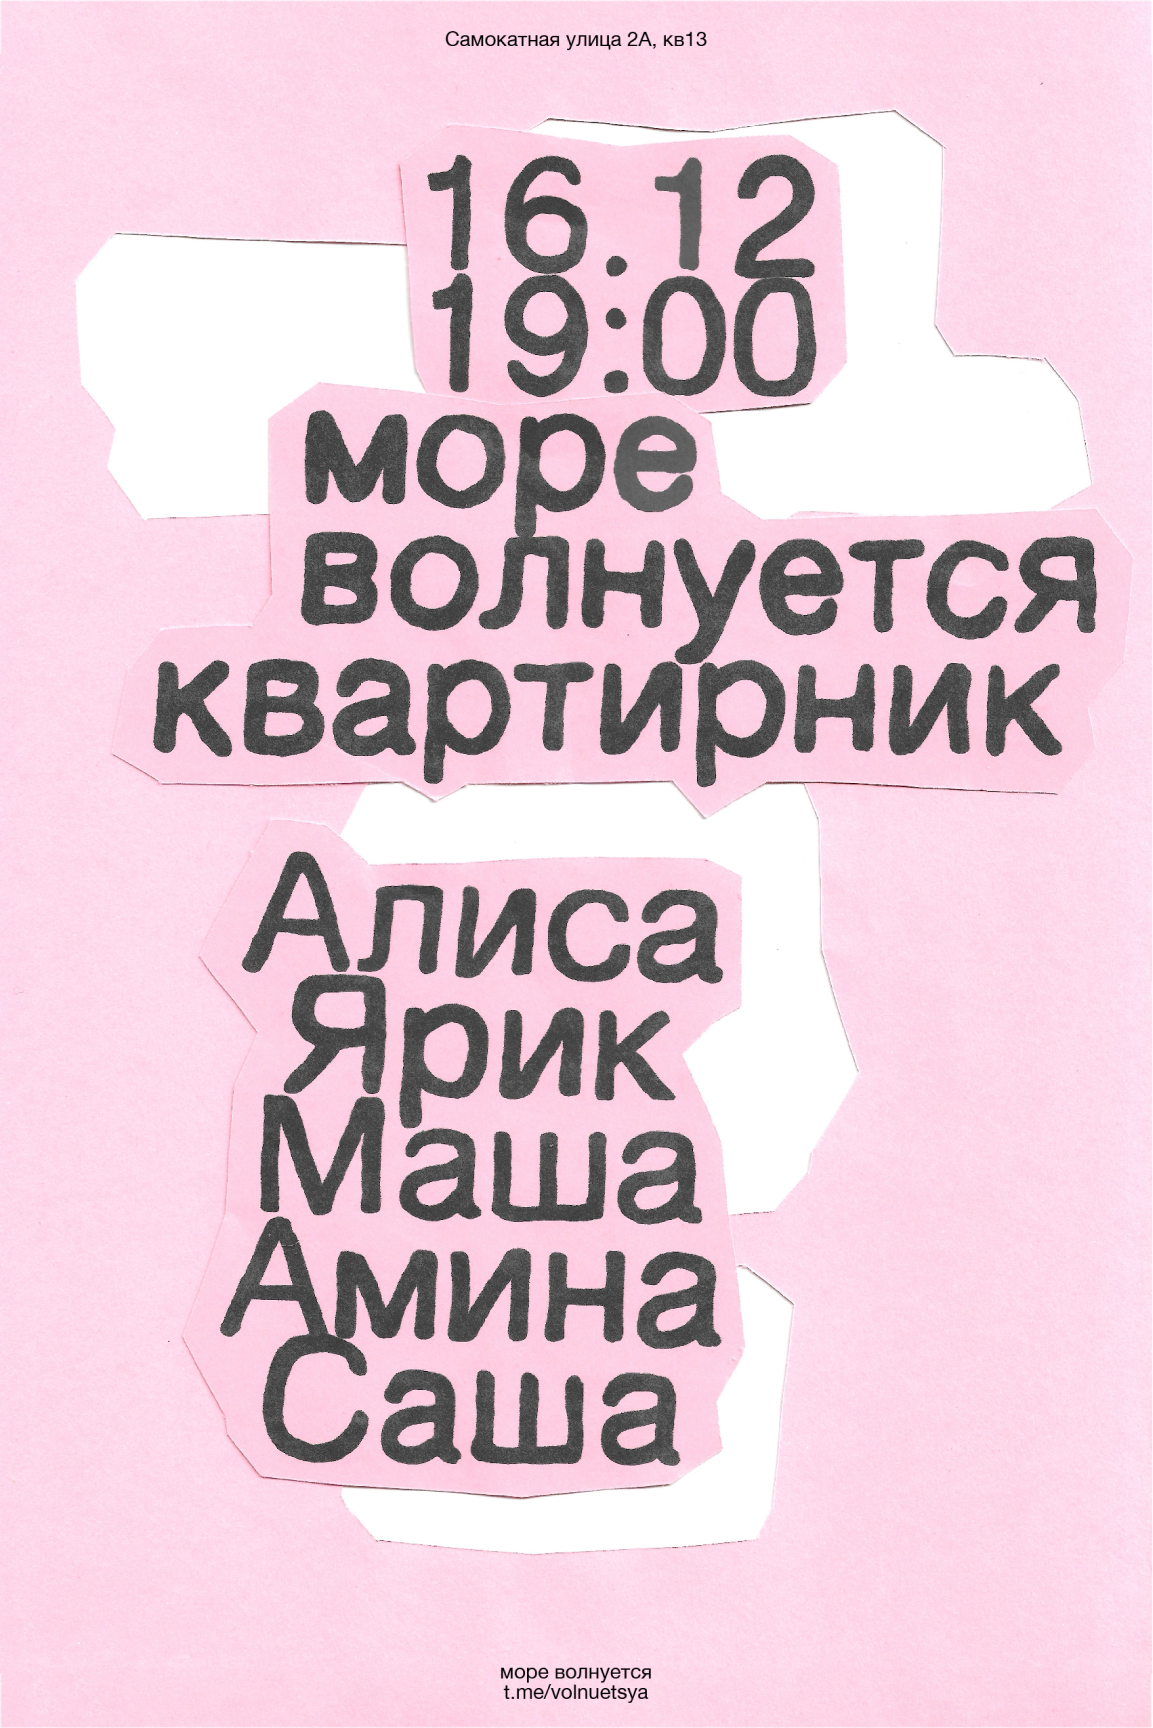 Самокатная улица 2А, кв13
16.12
19:00
море
волнуется
квартирник
Алиса
Ярик
Маша
Амина
Саша
море волнуется
t.me/volnuetsya